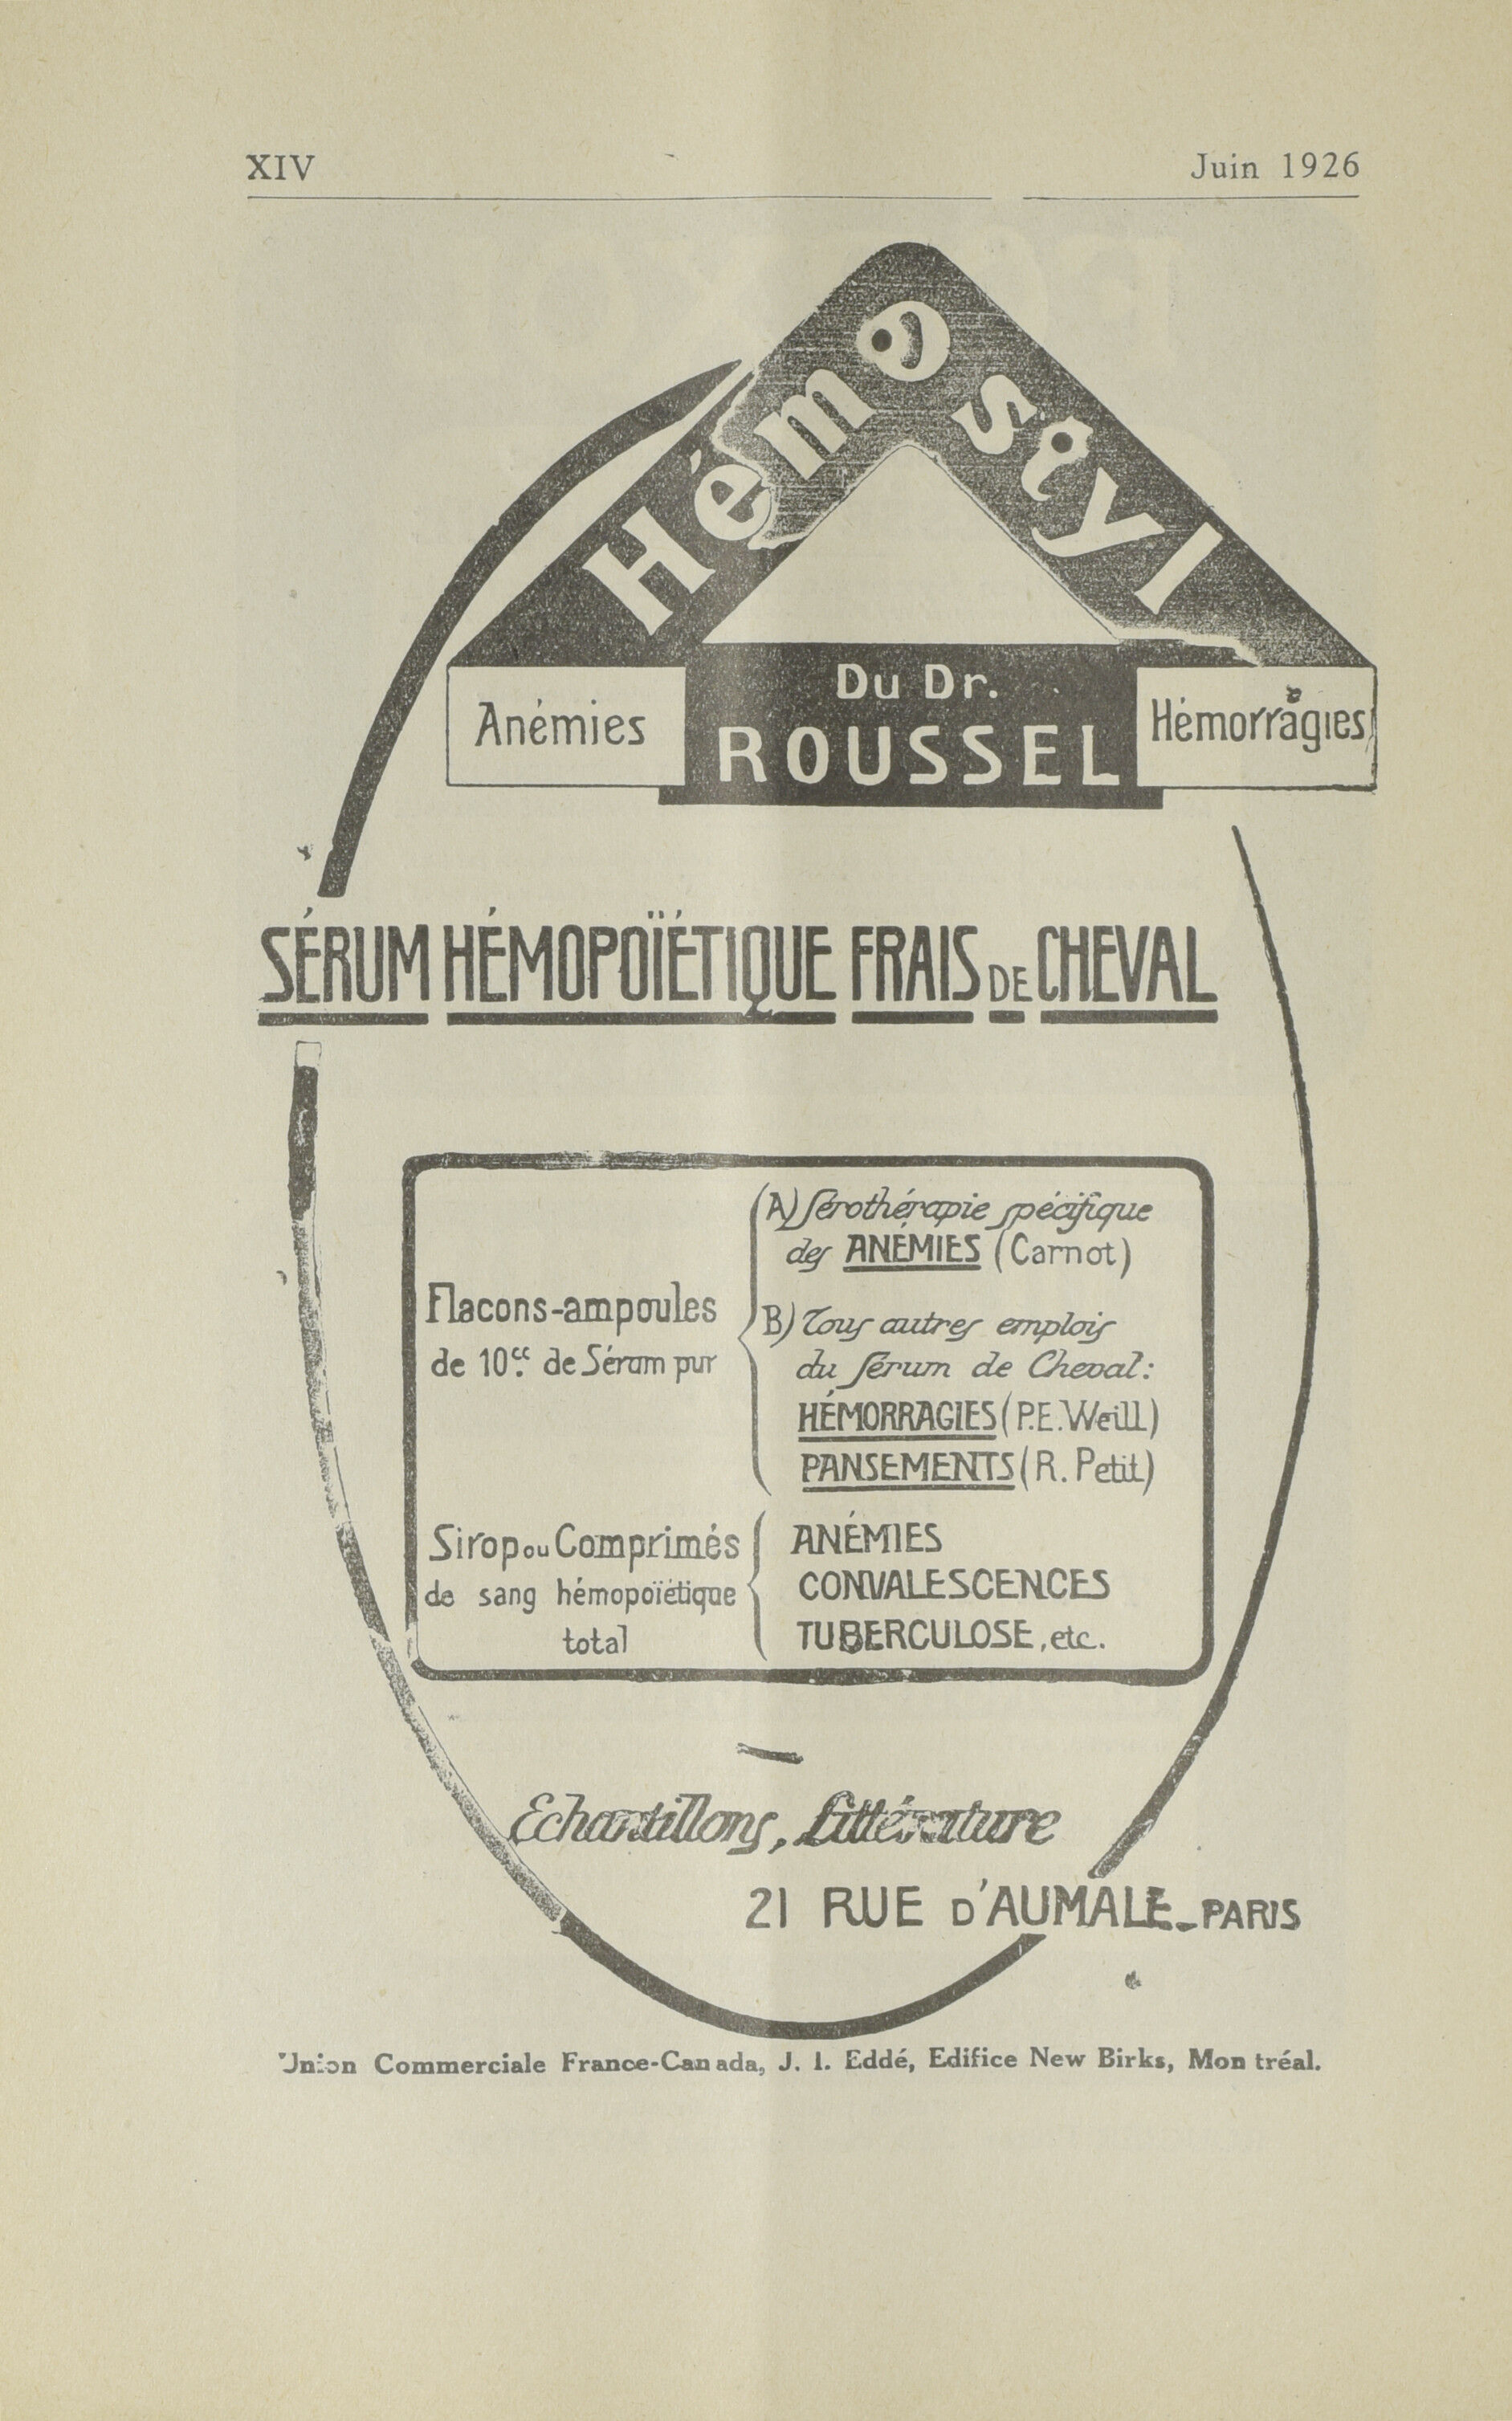 XIV
Juin 1926
Hémostyl
Anémies
Du Dr.
ROUSSEL
Hémorragies
SÉRUM HÉMOPOÏÉTIQUE FRAIS DE CHEVAL
Flacons-ampoules
de 10cc. de Sérum pur
(A) Sérothérapie spécifique
des ANÉMIES (Carnot)
B) Tous autres emplois
du Sérum de Cheval:
HÉMORRAGIES (P.E. Weill)
PANSEMENTS (R. Petit)
Sirop ou Comprimés
de sang hémopoïétique
total
ANÉMIES
CONVALESCENCES
TUBERCULOSE, etc.
Echantillons, Littérature
21 RUE D'AUMALE_PARIS
Union Commerciale France-Canada, J. I. Eddé, Edifice New Birks, Mon tréal.